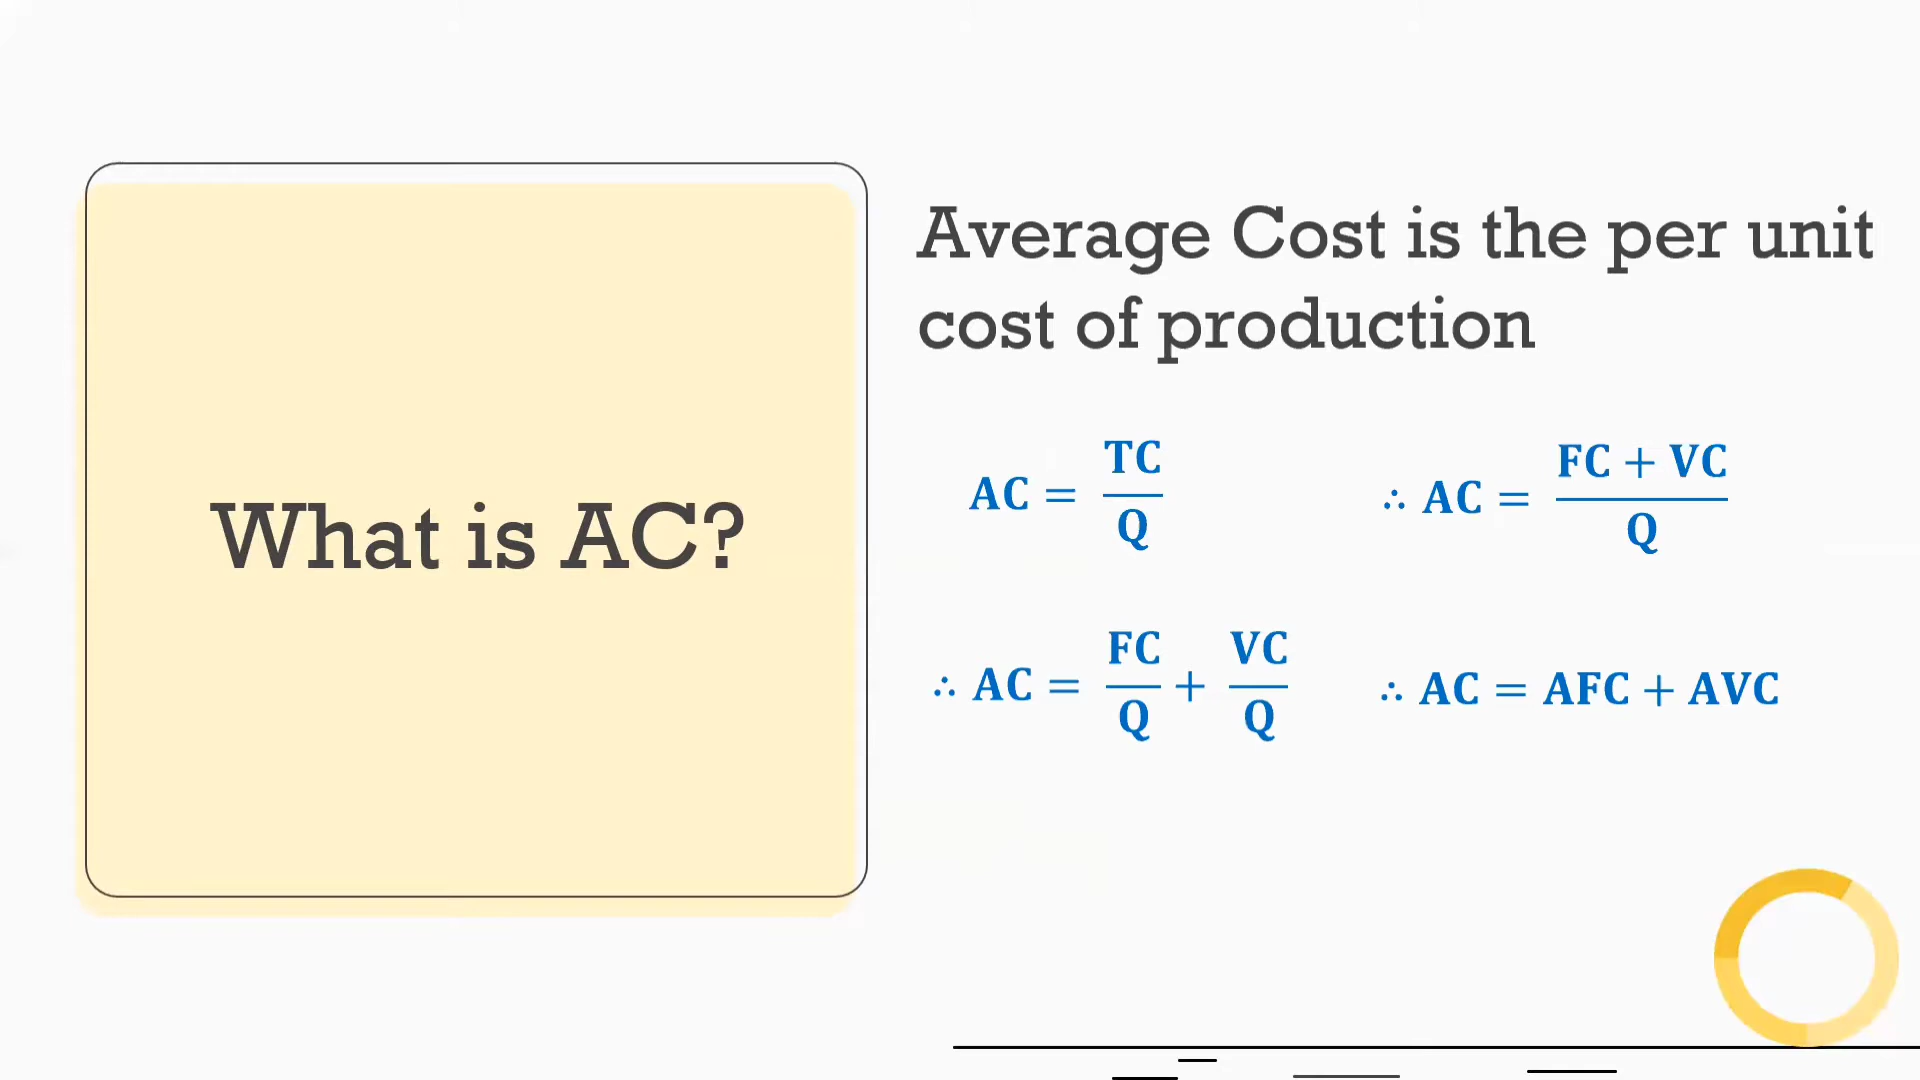 What is AC?
Average Cost is the per unit
cost of production
AC = TC/Q
∴ AC = (FC + VC)/Q
∴ AC = FC/Q + VC/Q
∴ AC = AFC + AVC